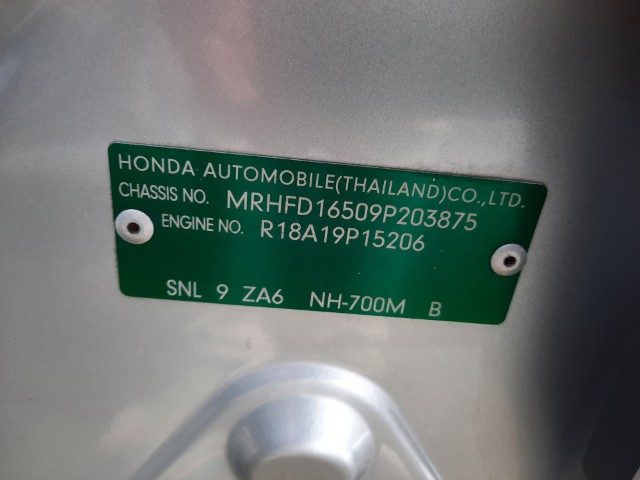 HONDA AUTOMOBILE(THAILAND)CO.,LTD.
CHASSIS NO. MRHFD16509P203875
ENGINE NO. R18A19P15206
SNL 9 ZA6 NH-700M B